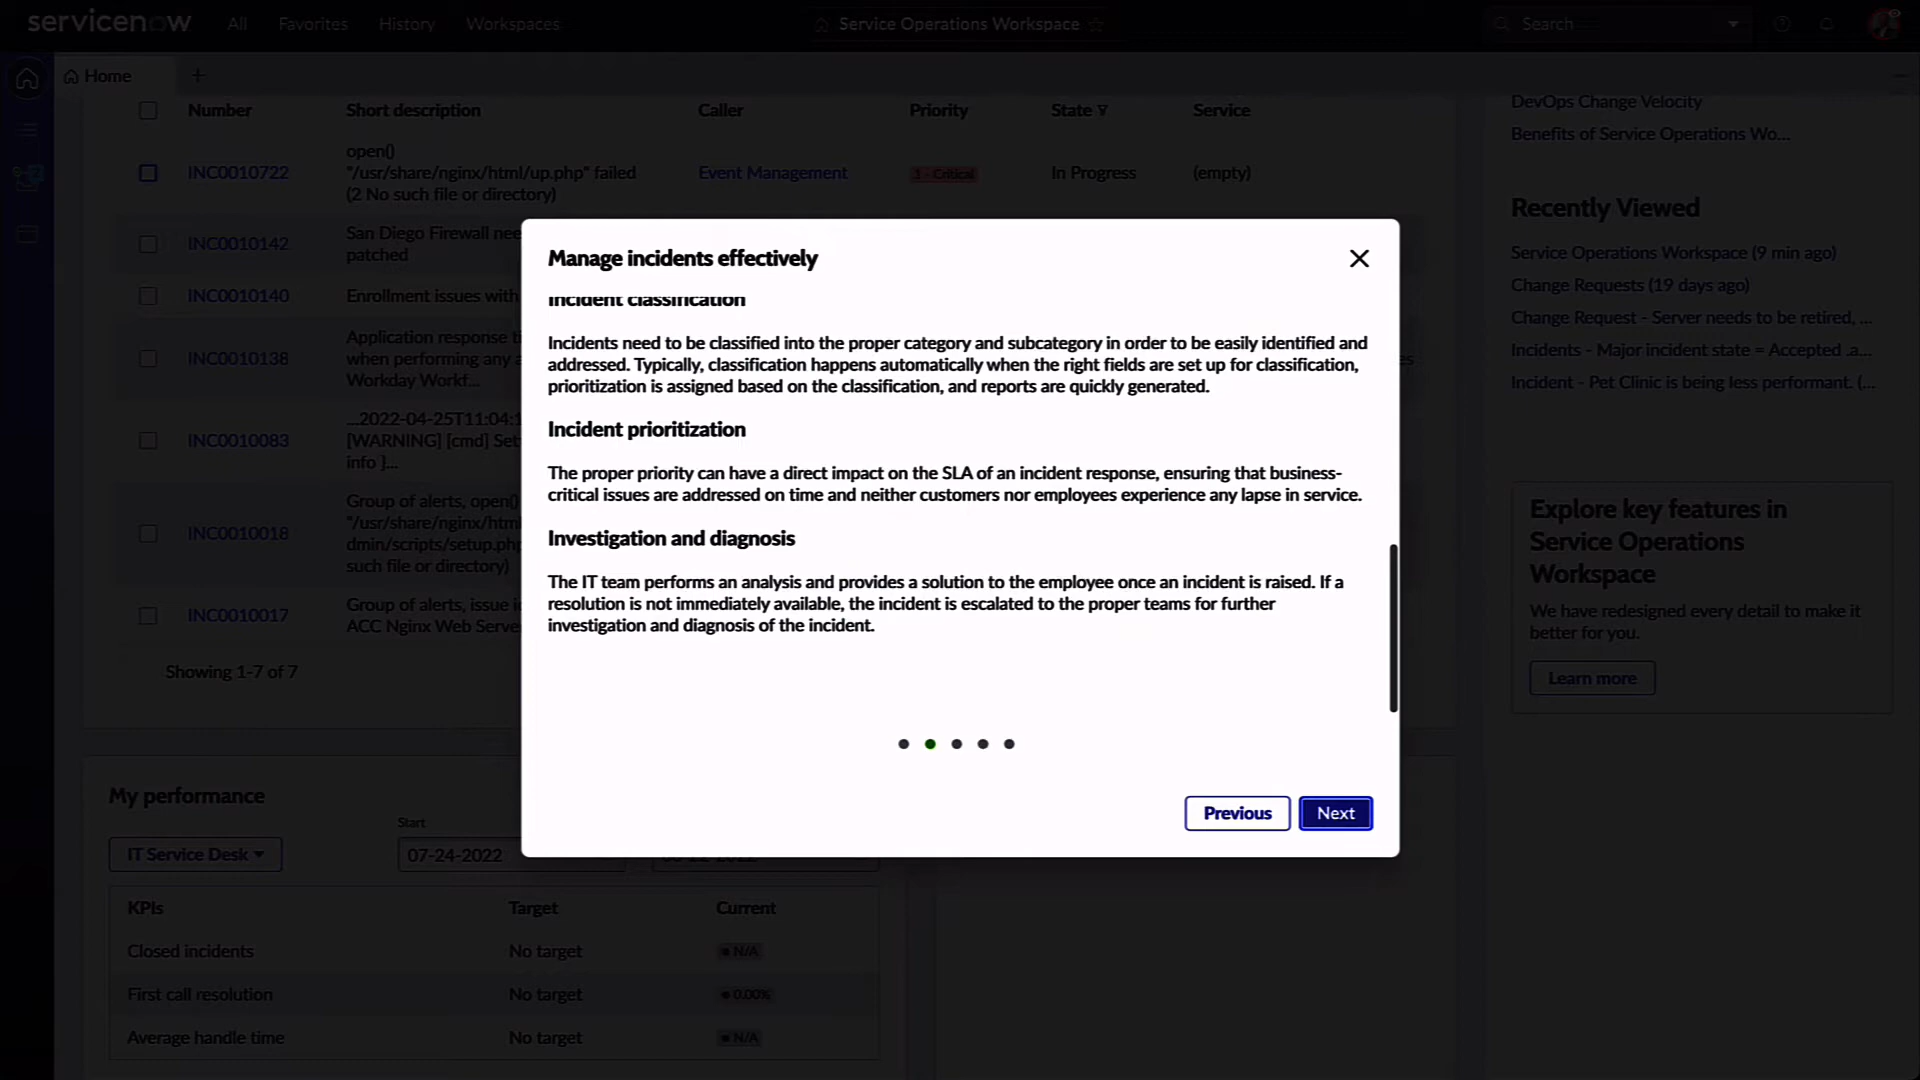 servicenow All Favorites History Workspaces Service Operations Workspace Search
Home
Number Short description Caller Priority State Service
INC0010722 open()
"/usr/share/nginx/html/up.php" failed
(2 No such file or directory) Event Management 1 - Critical In Progress (empty)
INC0010142 San Diego Firewall nee
patched
INC0010140 Enrollment issues with
INC0010138 Application response ti
when performing any a
Workday Workf...
INC0010083 ...2022-04-25T11:04:1
[WARNING] [cmd] Set
info ]...
INC0010018 Group of alerts, open()
"/usr/share/nginx/html
dmin/scripts/setup.php
such file or directory)
INC0010017 Group of alerts, issue i
ACC Nginx Web Serve
Showing 1-7 of 7
Manage incidents effectively
Incident classification
Incidents need to be classified into the proper category and subcategory in order to be easily identified and
addressed. Typically, classification happens automatically when the right fields are set up for classification,
prioritization is assigned based on the classification, and reports are quickly generated.
Incident prioritization
The proper priority can have a direct impact on the SLA of an incident response, ensuring that business-
critical issues are addressed on time and neither customers nor employees experience any lapse in service.
Investigation and diagnosis
The IT team performs an analysis and provides a solution to the employee once an incident is raised. If a
resolution is not immediately available, the incident is escalated to the proper teams for further
investigation and diagnosis of the incident.
Previous Next
DevOps Change Velocity
Benefits of Service Operations Wo...
Recently Viewed
Service Operations Workspace (9 min ago)
Change Requests (19 days ago)
Change Request - Server needs to be retired, ...
Incidents - Major incident state = Accepted .a...
Incident - Pet Clinic is being less performant. (...
Explore key features in
Service Operations
Workspace
We have redesigned every detail to make it
better for you.
Learn more
My performance
IT Service Desk
Start
07-24-2022
KPIs Target Current
Closed incidents No target N/A
First call resolution No target 0.00%
Average handle time No target N/A